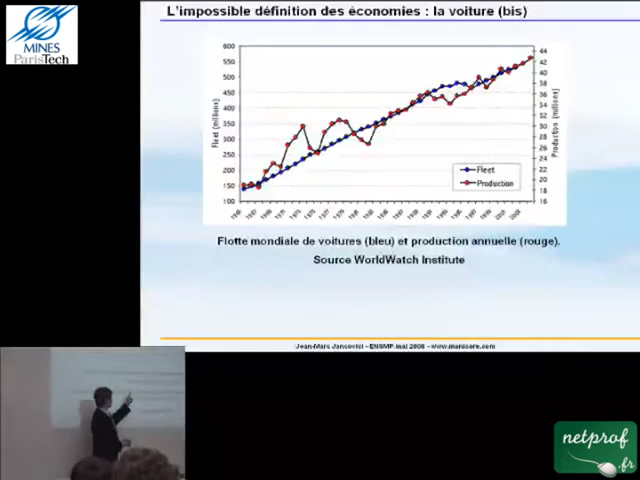 L'impossible définition des économies : la voiture (bis)
MINES
ParisTech
600
550
500
450
400
350
300
250
200
150
100
44
42
40
38
36
34
32
30
28
26
24
22
20
18
16
Fleet (millions)
Production (millions)
Fleet
Production
Flotte mondiale de voitures (bleu) et production annuelle (rouge).
Source WorldWatch Institute
Jean-Marc Jancovici - ENSMP mai 2008 - www.manicore.com
netprof
.fr